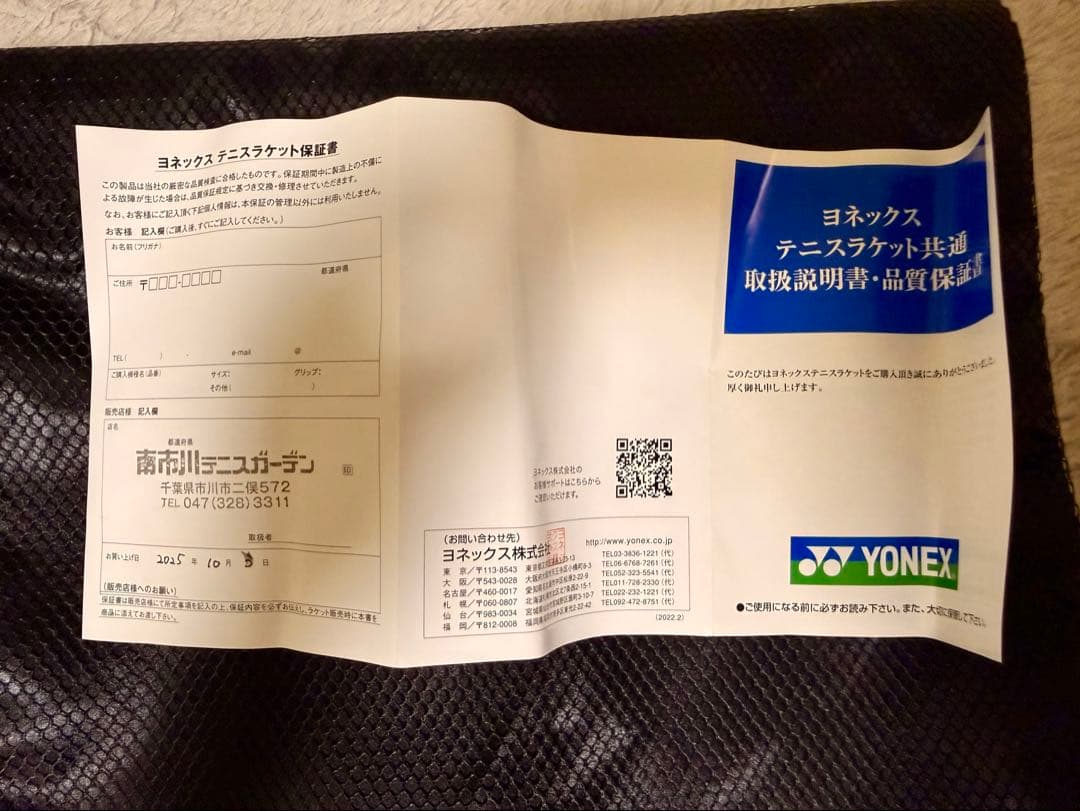 ヨネックス テニスラケット保証書
この製品は当社の厳密な品質検査に合格したものです。保証期間中に製造上の不備に
よる故障が生じた場合は、品質保証規定に基づき交換・修理させていただきます。
なお、お客様にご記入頂く下記個人情報は、本保証の管理以外には利用いたしません。
お客様 記入欄(ご購入後、すぐにご記入してください。)
お名前(フリガナ)
ご住所 〒□□□-□□□□ 都道府県
TEL( ) - e-mail @
ご購入機種名(品番) サイズ: グリップ:
その他( )
販売店様 記入欄
店名
都道府県
南市川テニスガーデン 印
千葉県市川市二俣572
TEL 047(328)3311
取扱者
お買い上げ日 2025 年 10 月 日
(販売店様へのお願い)
保証書は販売店様にて所定事項を記入の上、保証内容を必ずお伝えし、ラケット販売時に本書を
商品に添えてお渡し下さい。
ヨネックス株式会社の
お客様サポートはこちらから
ご確認いただけます。
(お問い合わせ先)
ヨネックス株式会社 http://www.yonex.co.jp
東 京/〒113-8543 TEL03-3836-1221(代)
大 阪/〒543-0028 TEL06-6768-7261(代)
名古屋/〒460-0017 TEL052-323-5541(代)
札 幌/〒060-0807 TEL011-728-2330(代)
仙 台/〒983-0034 TEL022-232-1221(代)
福 岡/〒812-0008 TEL092-472-8751(代)
(2022.2)
ヨネックス
テニスラケット共通
取扱説明書・品質保証書
このたびはヨネックステニスラケットをご購入頂き誠にありがとうございました。
厚く御礼申し上げます。
YONEX
●ご使用になる前に必ずお読み下さい。また、大切に保管して下さい。